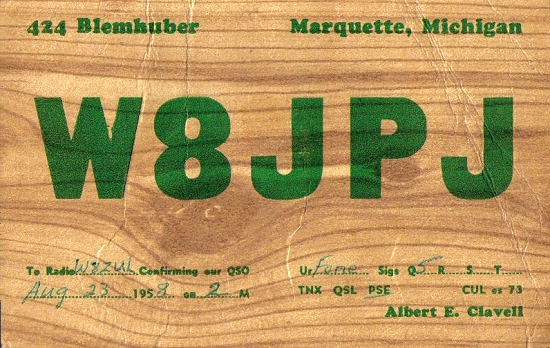 424 Blemhuber Marquette, Michigan
W8JPJ
To Radio W8ZUL Confirming our QSO Ur Fone Sigs Q5 R S T
Aug 23 1958 on 2 M TNX QSL PSE CUL es 73
Albert E. Clavell